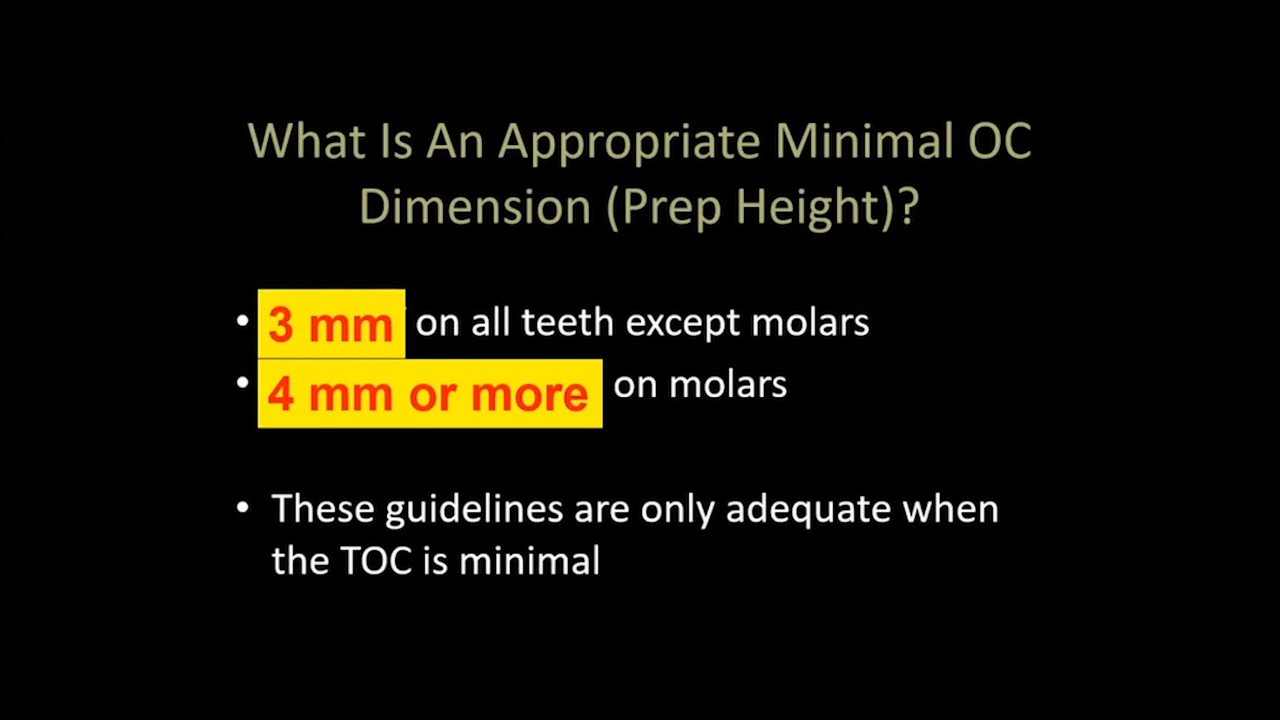 What Is An Appropriate Minimal OC
Dimension (Prep Height)?
• 3 mm on all teeth except molars
• 4 mm or more on molars
• These guidelines are only adequate when
the TOC is minimal